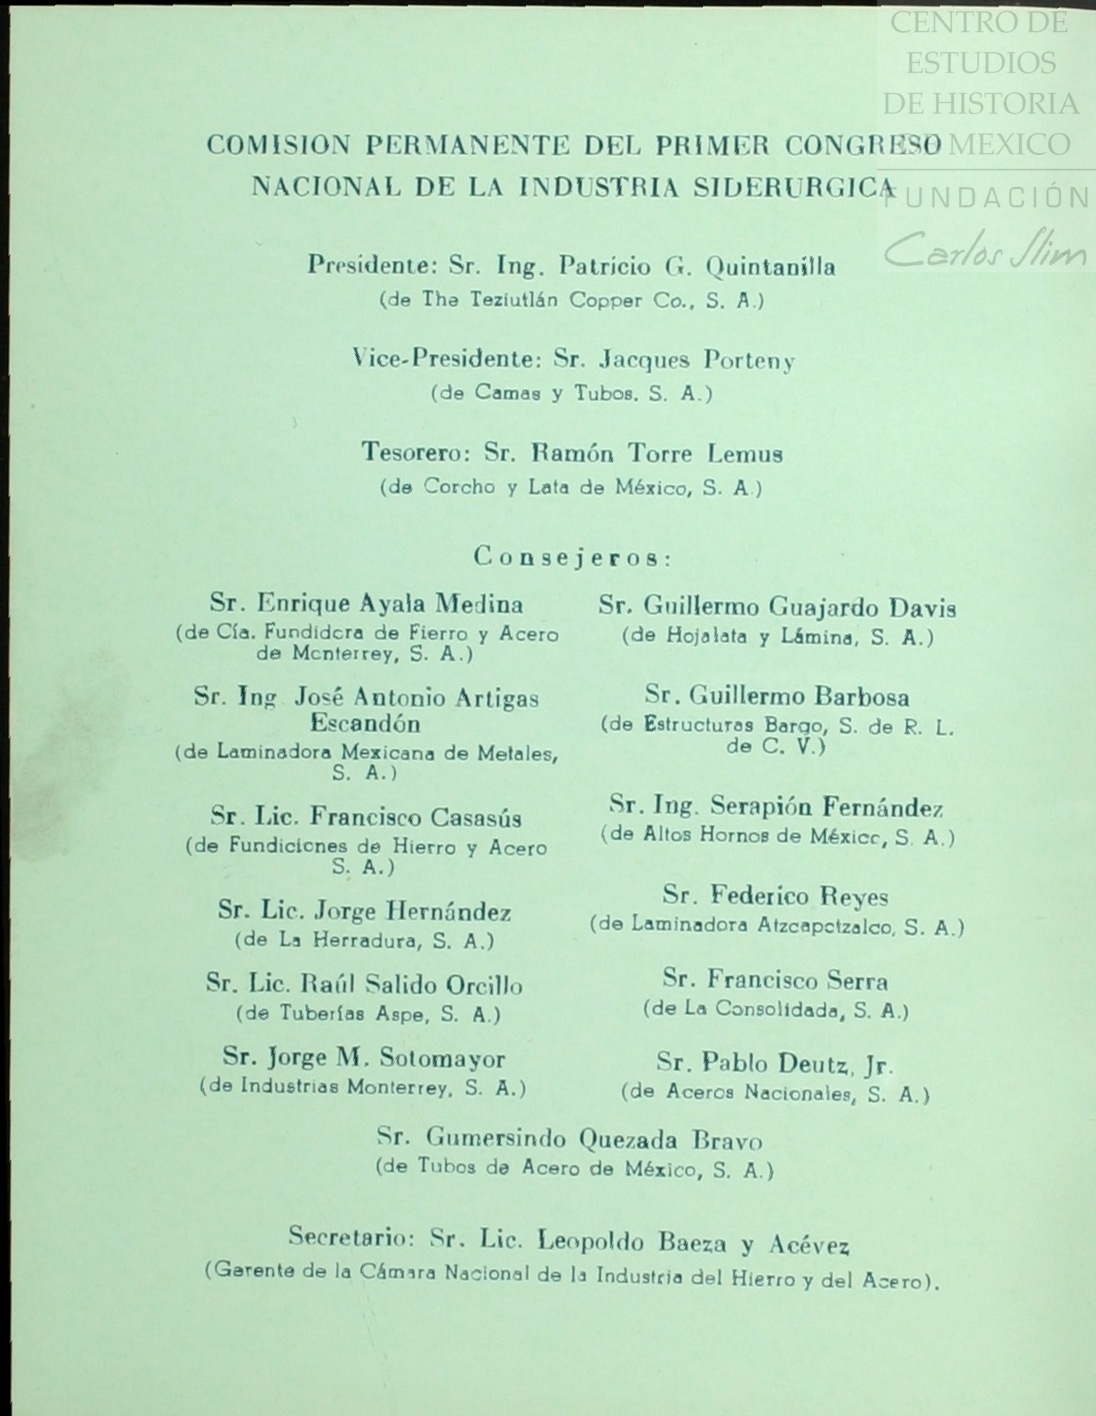 CENTRO DE
ESTUDIOS
DE HISTORIA
DE MEXICO
FUNDACIÓN
Carlos Slim
COMISION PERMANENTE DEL PRIMER CONGRESO
NACIONAL DE LA INDUSTRIA SIDERURGICA
Presidente: Sr. Ing. Patricio G. Quintanilla
(de The Teziutlán Copper Co., S. A.)
Vice-Presidente: Sr. Jacques Porteny
(de Camas y Tubos. S. A.)
Tesorero: Sr. Ramón Torre Lemus
(de Corcho y Lata de México, S. A.)
Consejeros:
Sr. Enrique Ayala Medina
(de Cía. Fundidora de Fierro y Acero
de Monterrey, S. A.)
Sr. Ing José Antonio Artigas
Escandón
(de Laminadora Mexicana de Metales,
S. A.)
Sr. Lic. Francisco Casasús
(de Fundiciones de Hierro y Acero
S. A.)
Sr. Lic. Jorge Hernández
(de La Herradura, S. A.)
Sr. Lic. Raúl Salido Orcillo
(de Tuberías Aspe, S. A.)
Sr. Jorge M. Sotomayor
(de Industrias Monterrey, S. A.)
Sr. Guillermo Guajardo Davis
(de Hojalata y Lámina, S. A.)
Sr. Guillermo Barbosa
(de Estructuras Bargo, S. de R. L.
de C. V.)
Sr. Ing. Serapión Fernández
(de Altos Hornos de México, S. A.)
Sr. Federico Reyes
(de Laminadora Atzcapotzalco, S. A.)
Sr. Francisco Serra
(de La Consolidada, S. A.)
Sr. Pablo Deutz, Jr.
(de Aceros Nacionales, S. A.)
Sr. Gumersindo Quezada Bravo
(de Tubos de Acero de México, S. A.)
Secretario: Sr. Lic. Leopoldo Baeza y Acévez
(Gerente de la Cámara Nacional de la Industria del Hierro y del Acero).